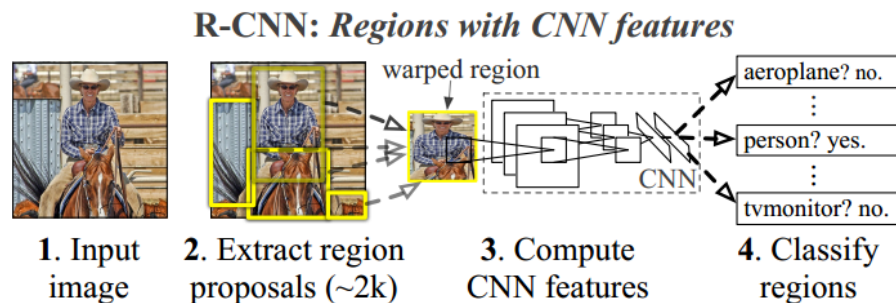 R-CNN: Regions with CNN features
warped region
aeroplane? no.
⋮
person? yes.
⋮
tvmonitor? no.
CNN
1. Input
image
2. Extract region
proposals (~2k)
3. Compute
CNN features
4. Classify
regions